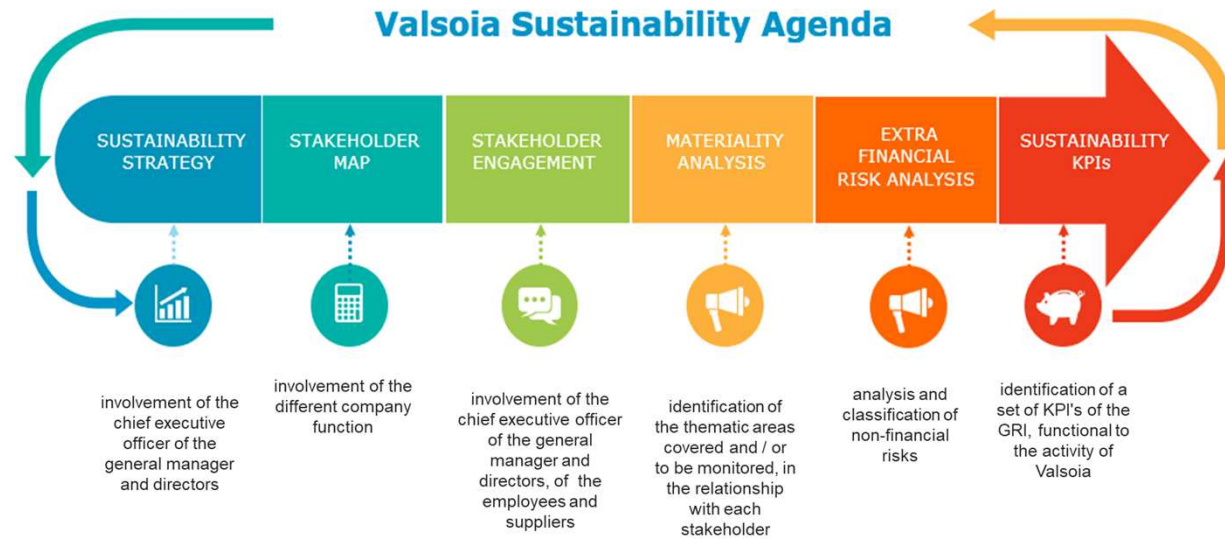 Valsoia Sustainability Agenda
SUSTAINABILITY
STRATEGY
STAKEHOLDER
MAP
STAKEHOLDER
ENGAGEMENT
MATERIALITY
ANALYSIS
EXTRA
FINANCIAL
RISK ANALYSIS
SUSTAINABILITY
KPIs
involvement of the
chief executive
officer of the
general manager
and directors
involvement of the
different company
function
involvement of the
chief executive officer
of the general
manager and
directors, of the
employees and
suppliers
identification of
the thematic areas
covered and / or
to be monitored, in
the relationship
with each
stakeholder
analysis and
classification of
non-financial
risks
identification of a
set of KPI's of the
GRI, functional to
the activity of
Valsoia